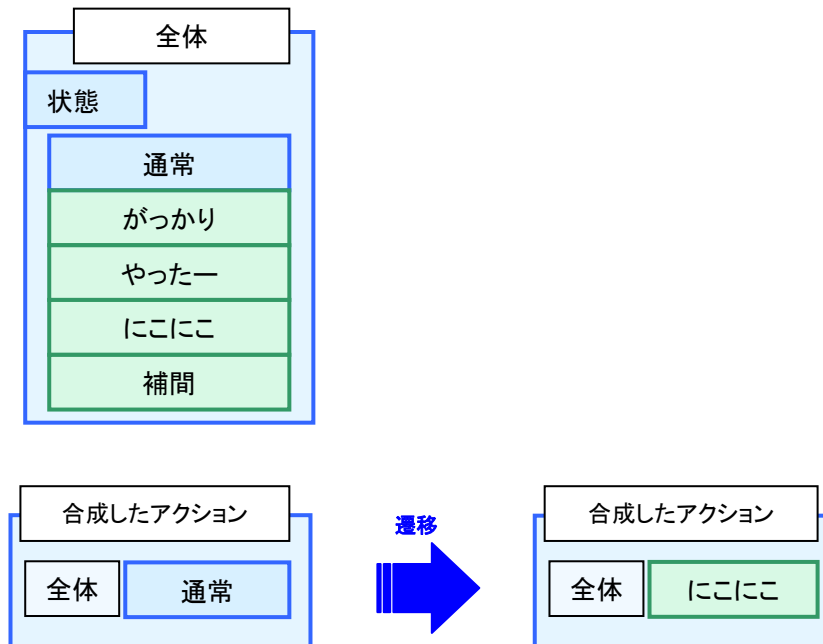 全体
状態
通常
がっかり
やったー
にこにこ
補間
合成したアクション
全体
通常
遷移
合成したアクション
全体
にこにこ